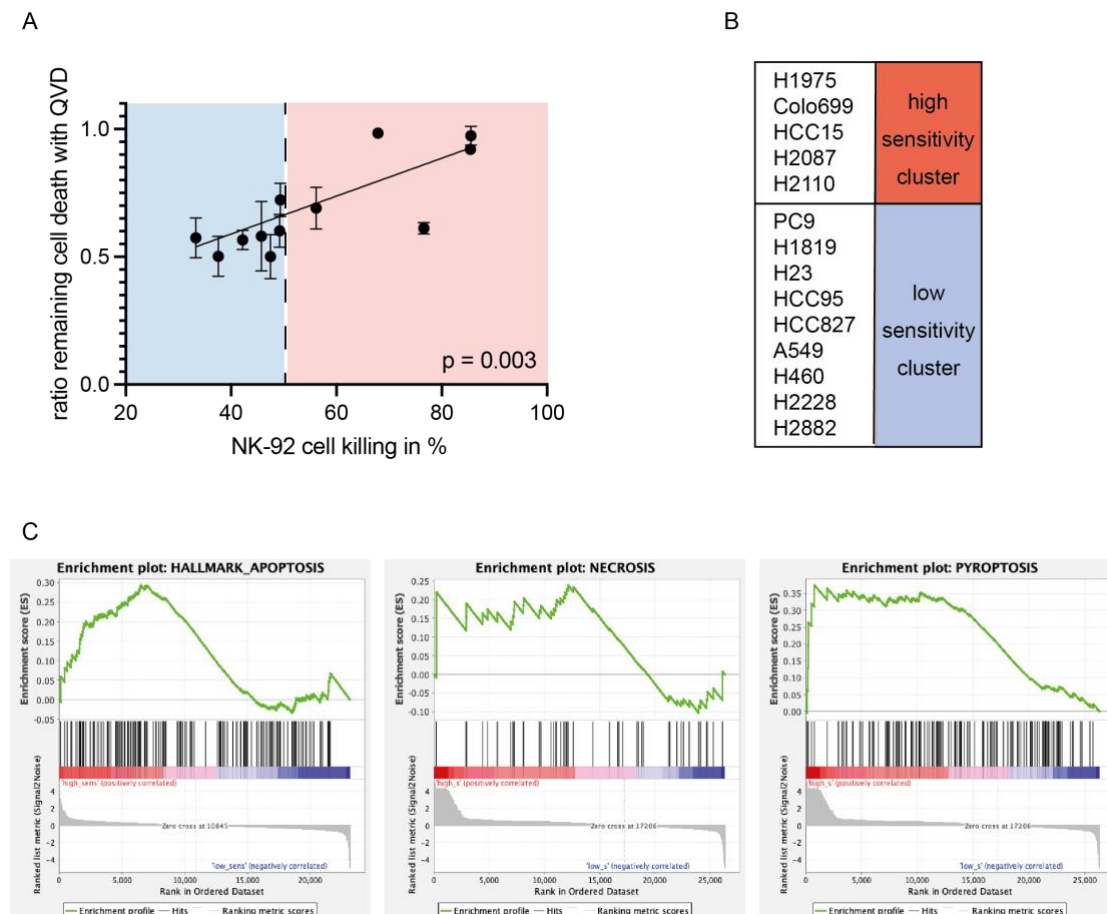 A
B
ratio remaining cell death with QVD
1.0
0.5
0.0
p = 0.003
20
40
60
80
100
NK-92 cell killing in %
H1975
Colo699
HCC15
H2087
H2110
high
sensitivity
cluster
PC9
H1819
H23
HCC95
HCC827
A549
H460
H2228
H2882
low
sensitivity
cluster
C
Enrichment plot: HALLMARK_APOPTOSIS
Enrichment score (ES)
0.30
0.25
0.20
0.15
0.10
0.05
0.00
-0.05
'high_sens' (positively correlated)
Ranked list metric (Signal2Noise)
4
2
0
-2
-4
Zero cross at 10845
'low_sens' (negatively correlated)
0
5,000
10,000
15,000
20,000
Rank in Ordered Dataset
Enrichment profile
Hits
Ranking metric scores
Enrichment plot: NECROSIS
Enrichment score (ES)
0.25
0.20
0.15
0.10
0.05
0.00
-0.05
-0.10
'high_s' (positively correlated)
Ranked list metric (Signal2Noise)
4
2
0
-2
-4
Zero cross at 17206
'low_s' (negatively correlated)
0
5,000
10,000
15,000
20,000
25,000
Rank in Ordered Dataset
Enrichment profile
Hits
Ranking metric scores
Enrichment plot: PYROPTOSIS
Enrichment score (ES)
0.35
0.30
0.25
0.20
0.15
0.10
0.05
0.00
'high_s' (positively correlated)
Ranked list metric (Signal2Noise)
4
2
0
-2
-4
Zero cross at 17206
'low_s' (negatively correlated)
0
5,000
10,000
15,000
20,000
25,000
Rank in Ordered Dataset
Enrichment profile
Hits
Ranking metric scores